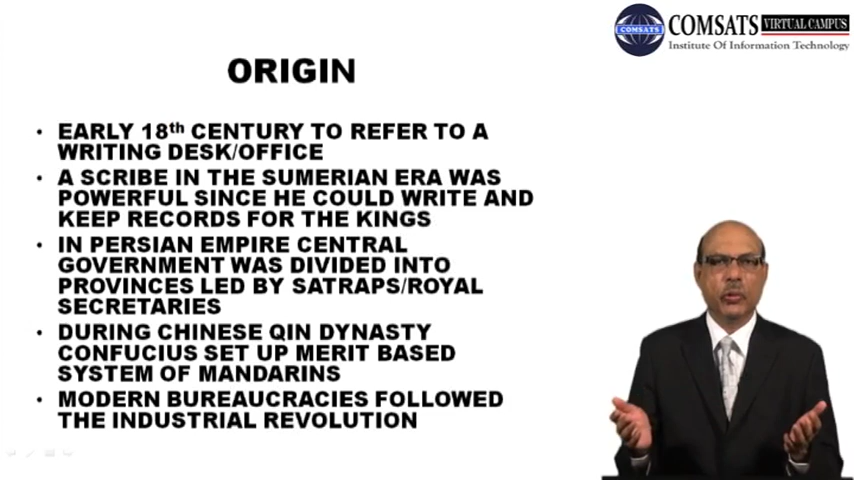 COMSATS VIRTUAL CAMPUS
COMSATS
Institute Of Information Technology
ORIGIN
• EARLY 18th CENTURY TO REFER TO A
WRITING DESK/OFFICE
• A SCRIBE IN THE SUMERIAN ERA WAS
POWERFUL SINCE HE COULD WRITE AND
KEEP RECORDS FOR THE KINGS
• IN PERSIAN EMPIRE CENTRAL
GOVERNMENT WAS DIVIDED INTO
PROVINCES LED BY SATRAPS/ROYAL
SECRETARIES
• DURING CHINESE QIN DYNASTY
CONFUCIUS SET UP MERIT BASED
SYSTEM OF MANDARINS
• MODERN BUREAUCRACIES FOLLOWED
THE INDUSTRIAL REVOLUTION